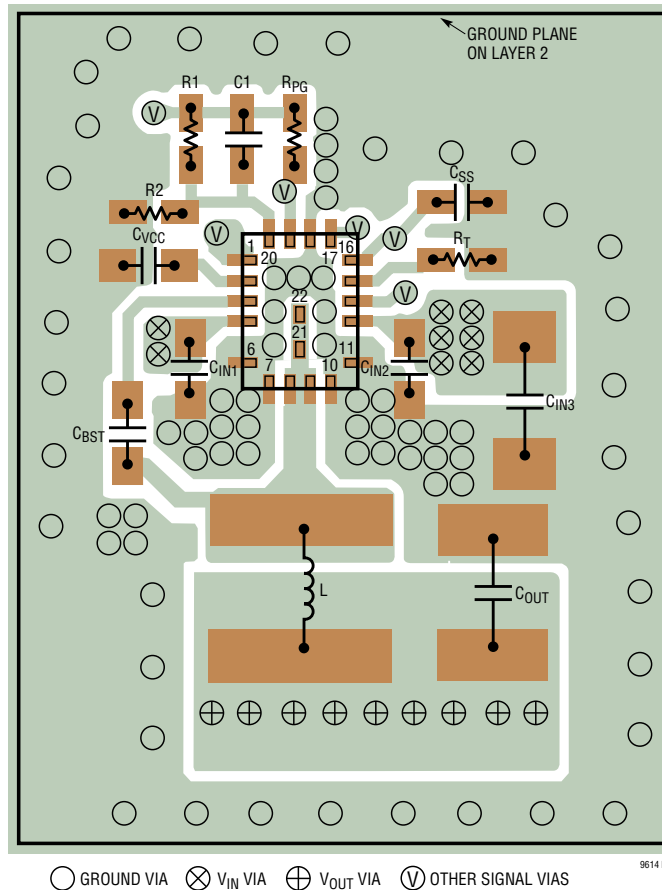 GROUND PLANE
ON LAYER 2
R1
C1
RPG
V
V
R2
CSS
V
V
V
CVCC
RT
1
20
17
16
V
22
21
6
7
10
11
CIN1
CIN2
CIN3
CBST
L
COUT
9614
GROUND VIA
VIN VIA
VOUT VIA
V OTHER SIGNAL VIAS